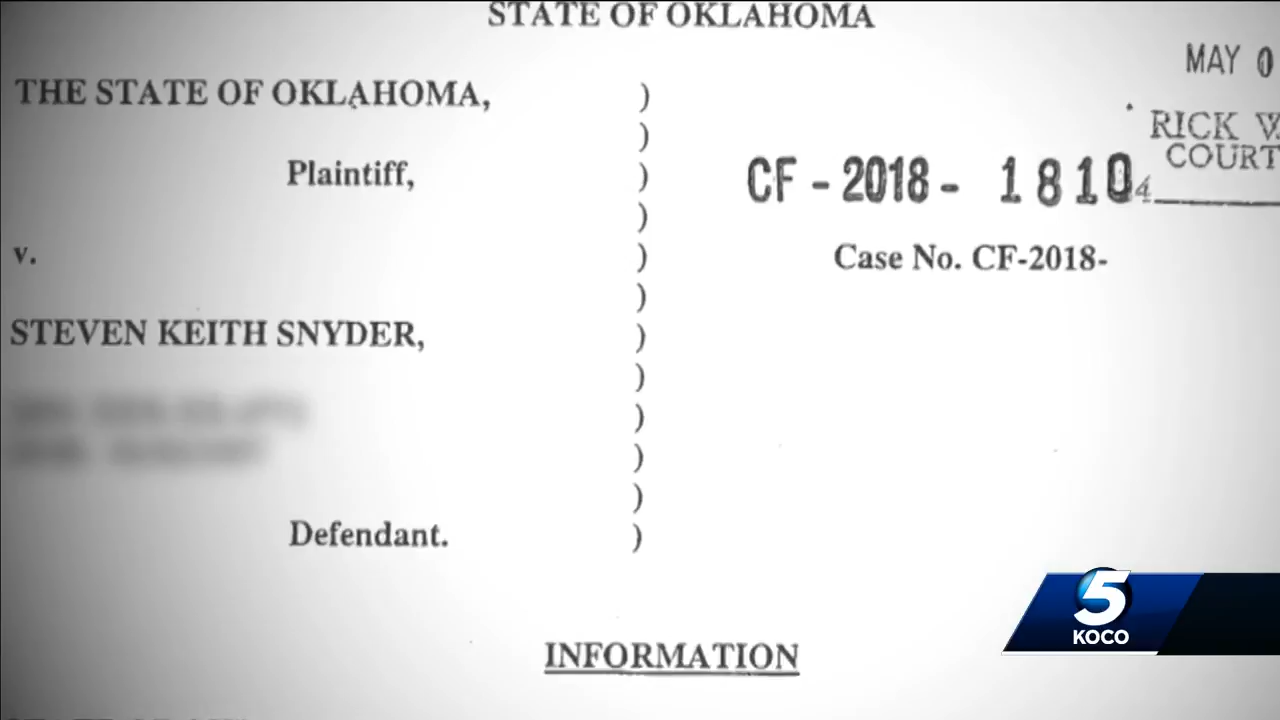 STATE OF OKLAHOMA
MAY 0
THE STATE OF OKLAHOMA, )
RICK
COURT
)
Plaintiff, )
CF - 2018 - 1810
4
)
v. )
Case No. CF-2018-
)
STEVEN KEITH SNYDER, )
)
)
)
)
Defendant. )
5
KOCO
INFORMATION